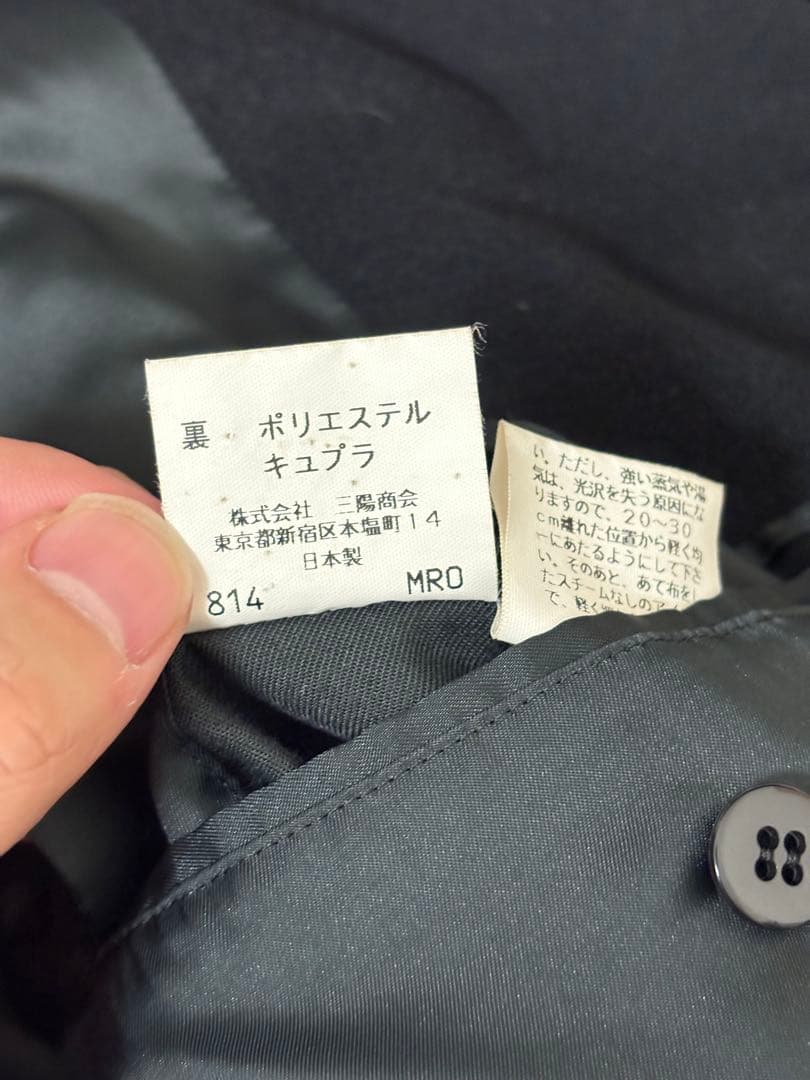 裏 ポリエステル
キュプラ
株式会社 三陽商会
東京都新宿区本塩町14
日本製
814 MRO
い。ただし、強い蒸気や湯
気は、光沢を失う原因にな
りますので、20〜30
cm離れた位置から軽く均
一にあたるようにして下さ
い。そのあと、あて布をし
たスチームなしのア
で、軽く